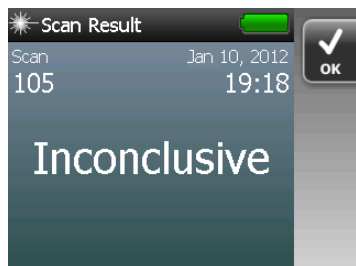 Scan Result
Scan
Jan 10, 2012
105
19:18
OK
Inconclusive